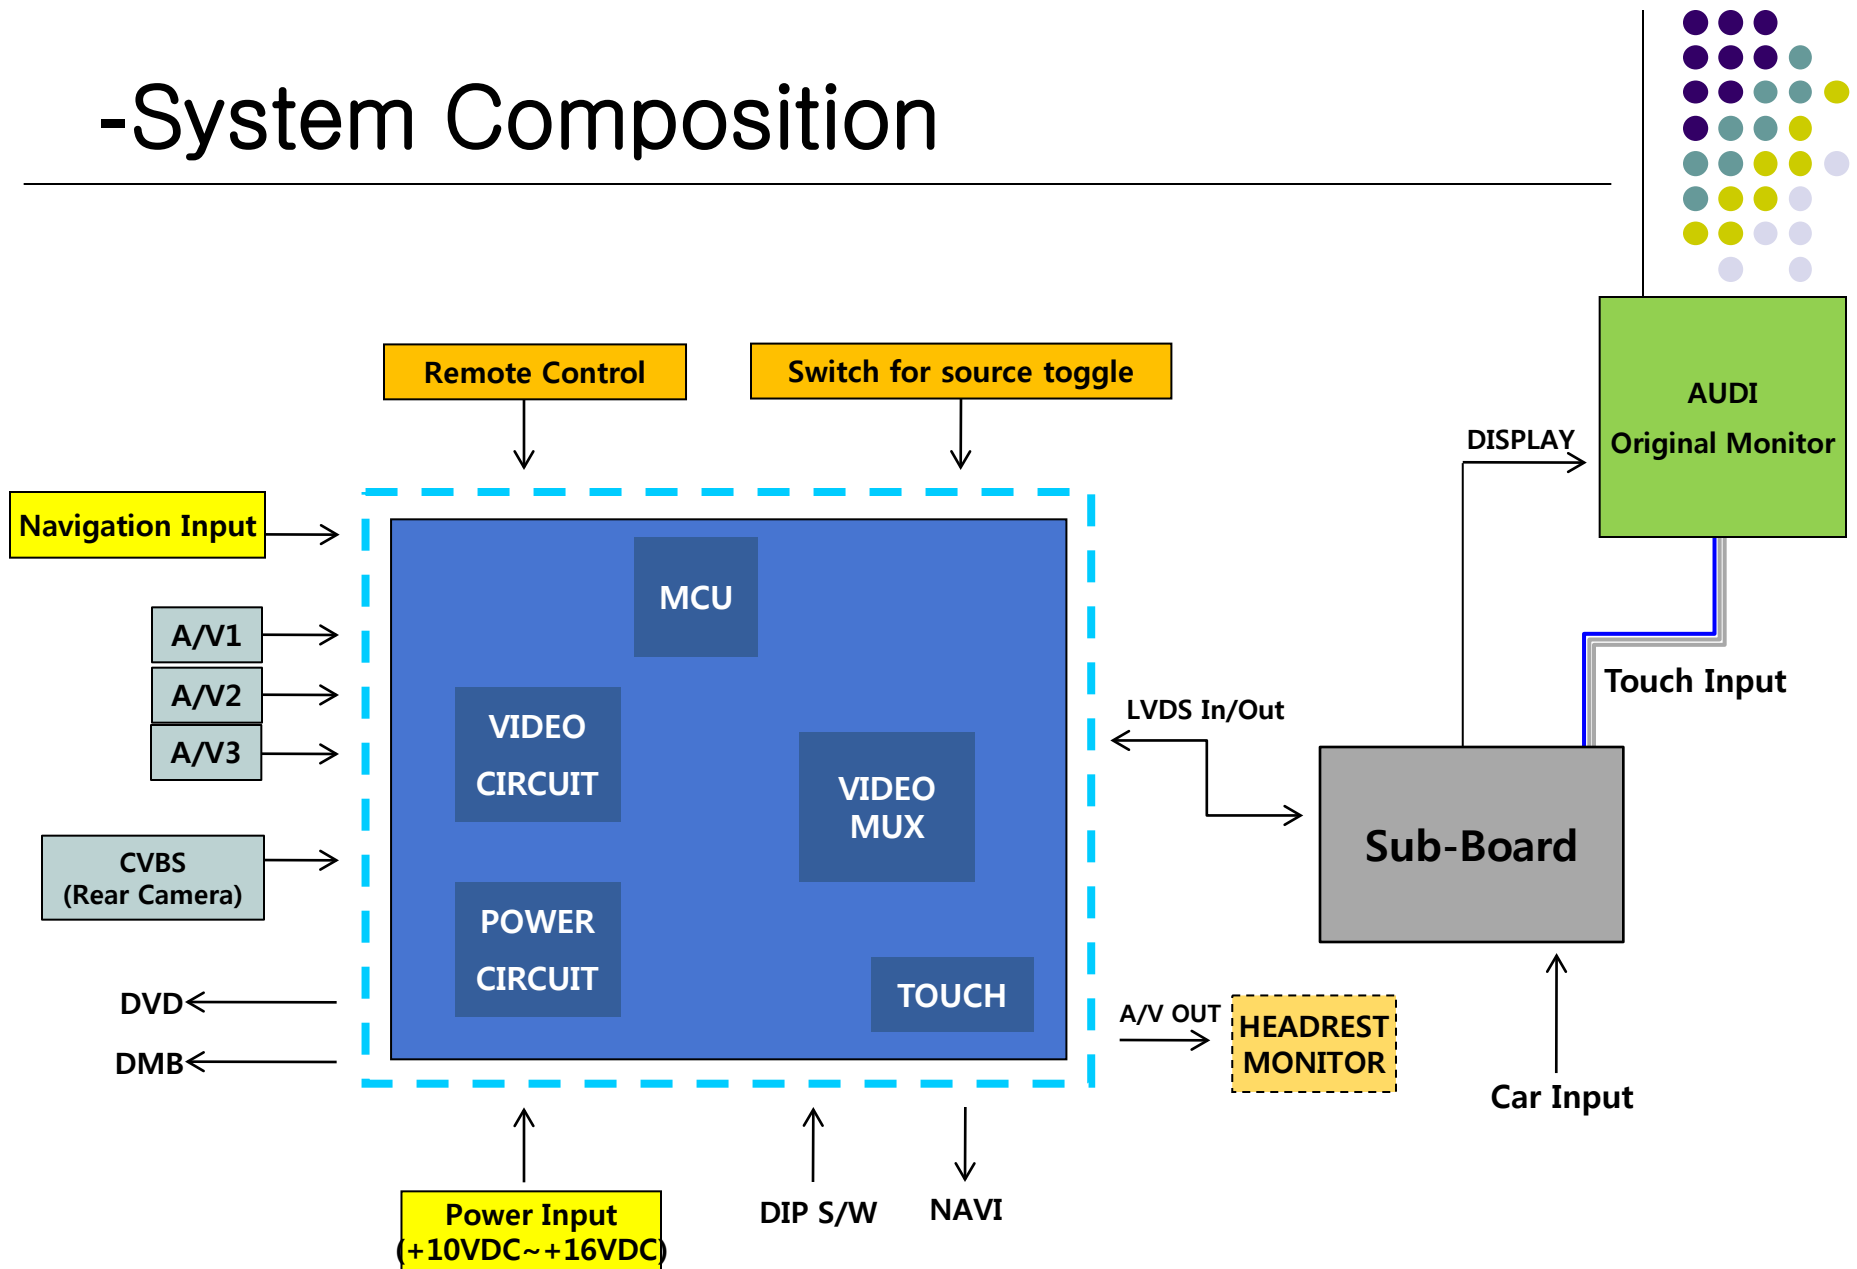 -System Composition
Remote Control
Switch for source toggle
AUDI
Original Monitor
DISPLAY
Navigation Input
MCU
A/V1
A/V2
A/V3
VIDEO
CIRCUIT
VIDEO
MUX
LVDS In/Out
Touch Input
Sub-Board
CVBS
(Rear Camera)
POWER
CIRCUIT
TOUCH
DVD
DMB
A/V OUT
HEADREST
MONITOR
Car Input
Power Input
(+10VDC~+16VDC)
DIP S/W
NAVI